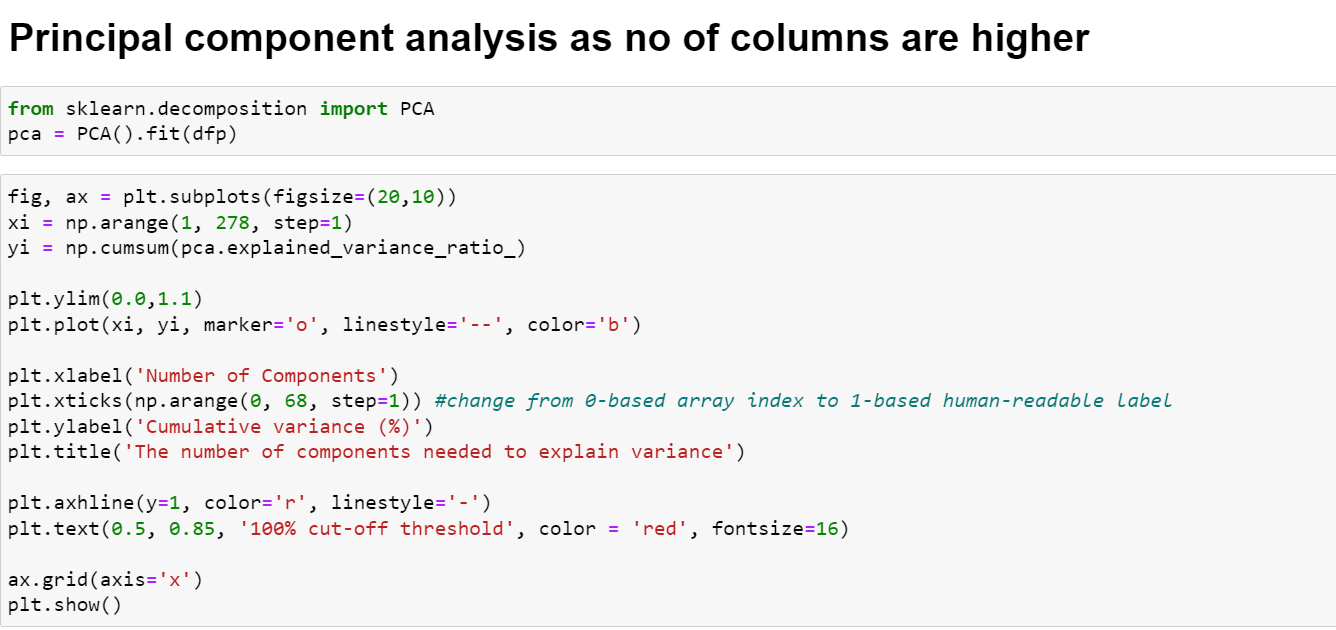 Principal component analysis as no of columns are higher
from sklearn.decomposition import PCA
pca = PCA().fit(dfp)
fig, ax = plt.subplots(figsize=(20,10))
xi = np.arange(1, 278, step=1)
yi = np.cumsum(pca.explained_variance_ratio_)
plt.ylim(0.0,1.1)
plt.plot(xi, yi, marker='o', linestyle='--', color='b')
plt.xlabel('Number of Components')
plt.xticks(np.arange(0, 68, step=1)) #change from 0-based array index to 1-based human-readable label
plt.ylabel('Cumulative variance (%)')
plt.title('The number of components needed to explain variance')
plt.axhline(y=1, color='r', linestyle='-')
plt.text(0.5, 0.85, '100% cut-off threshold', color = 'red', fontsize=16)
ax.grid(axis='x')
plt.show()